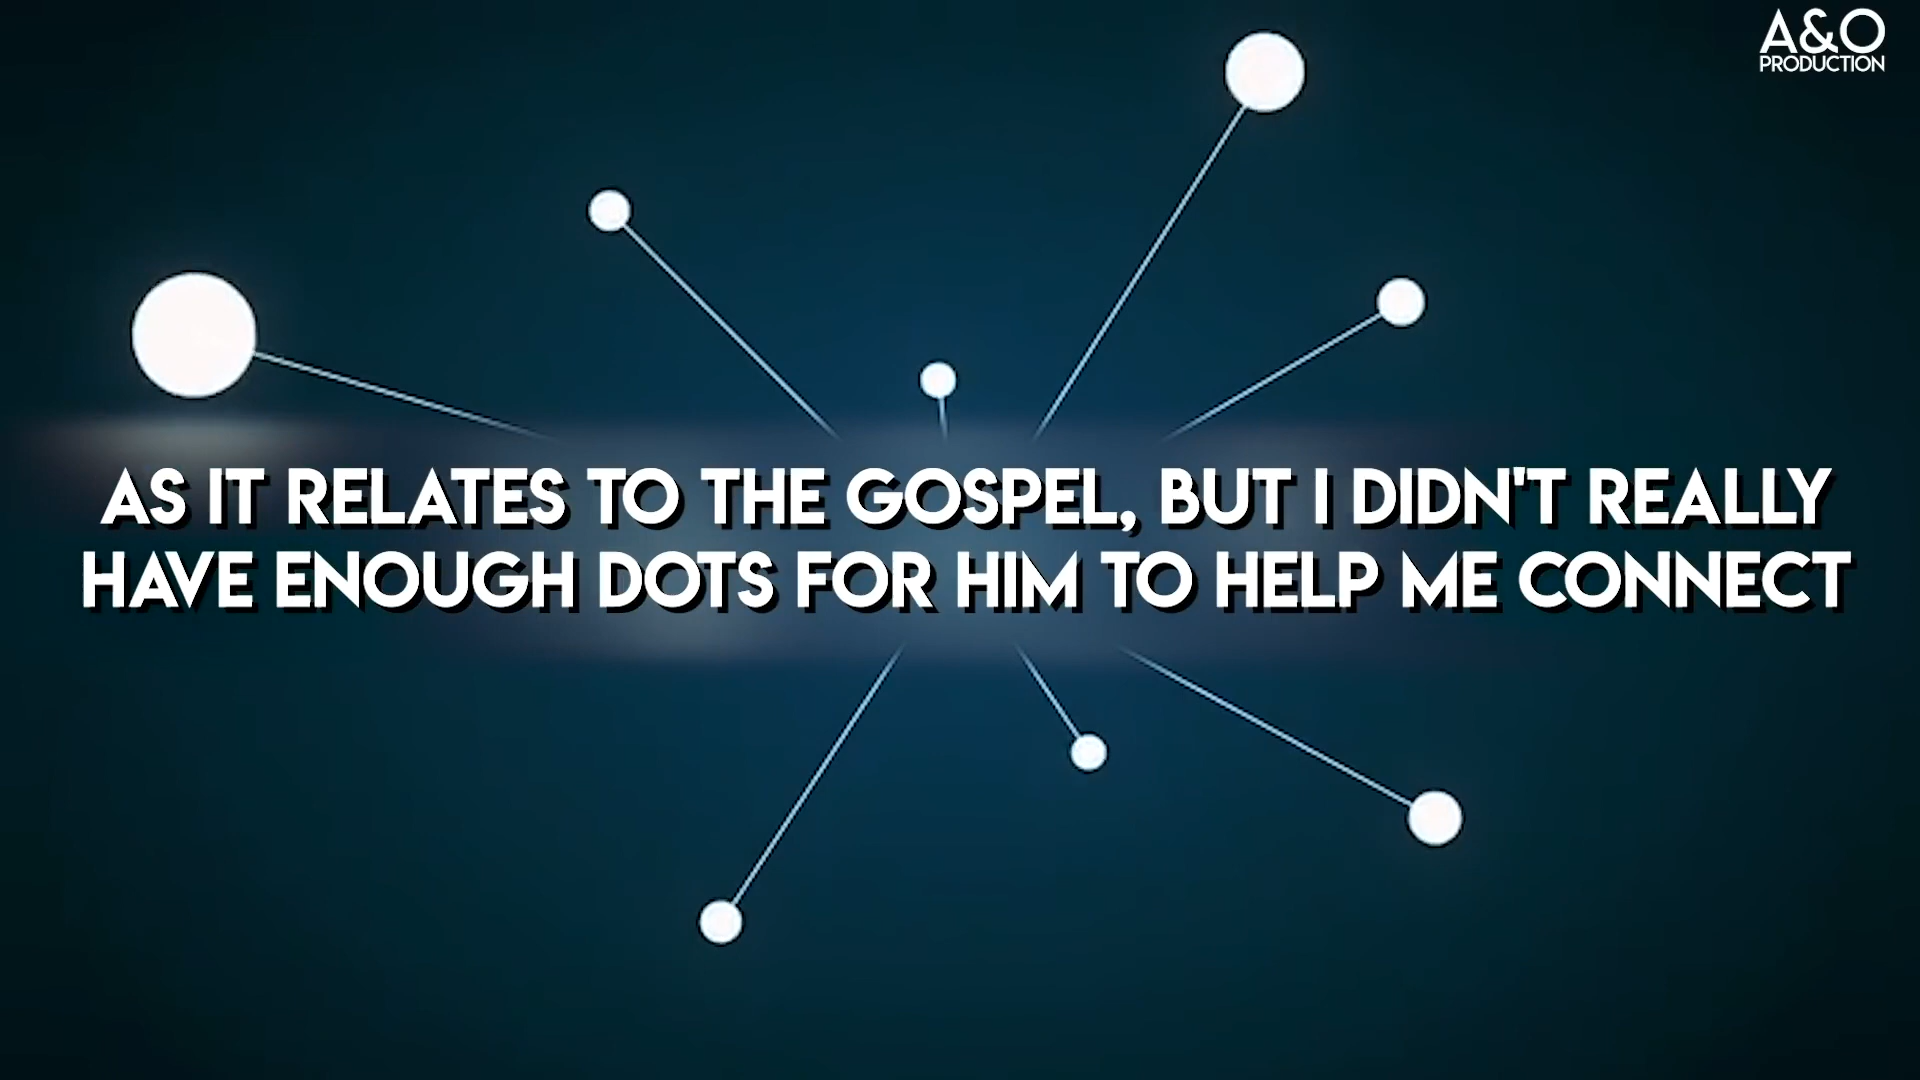 A&O
PRODUCTION
AS IT RELATES TO THE GOSPEL, BUT I DIDN'T REALLY
HAVE ENOUGH DOTS FOR HIM TO HELP ME CONNECT